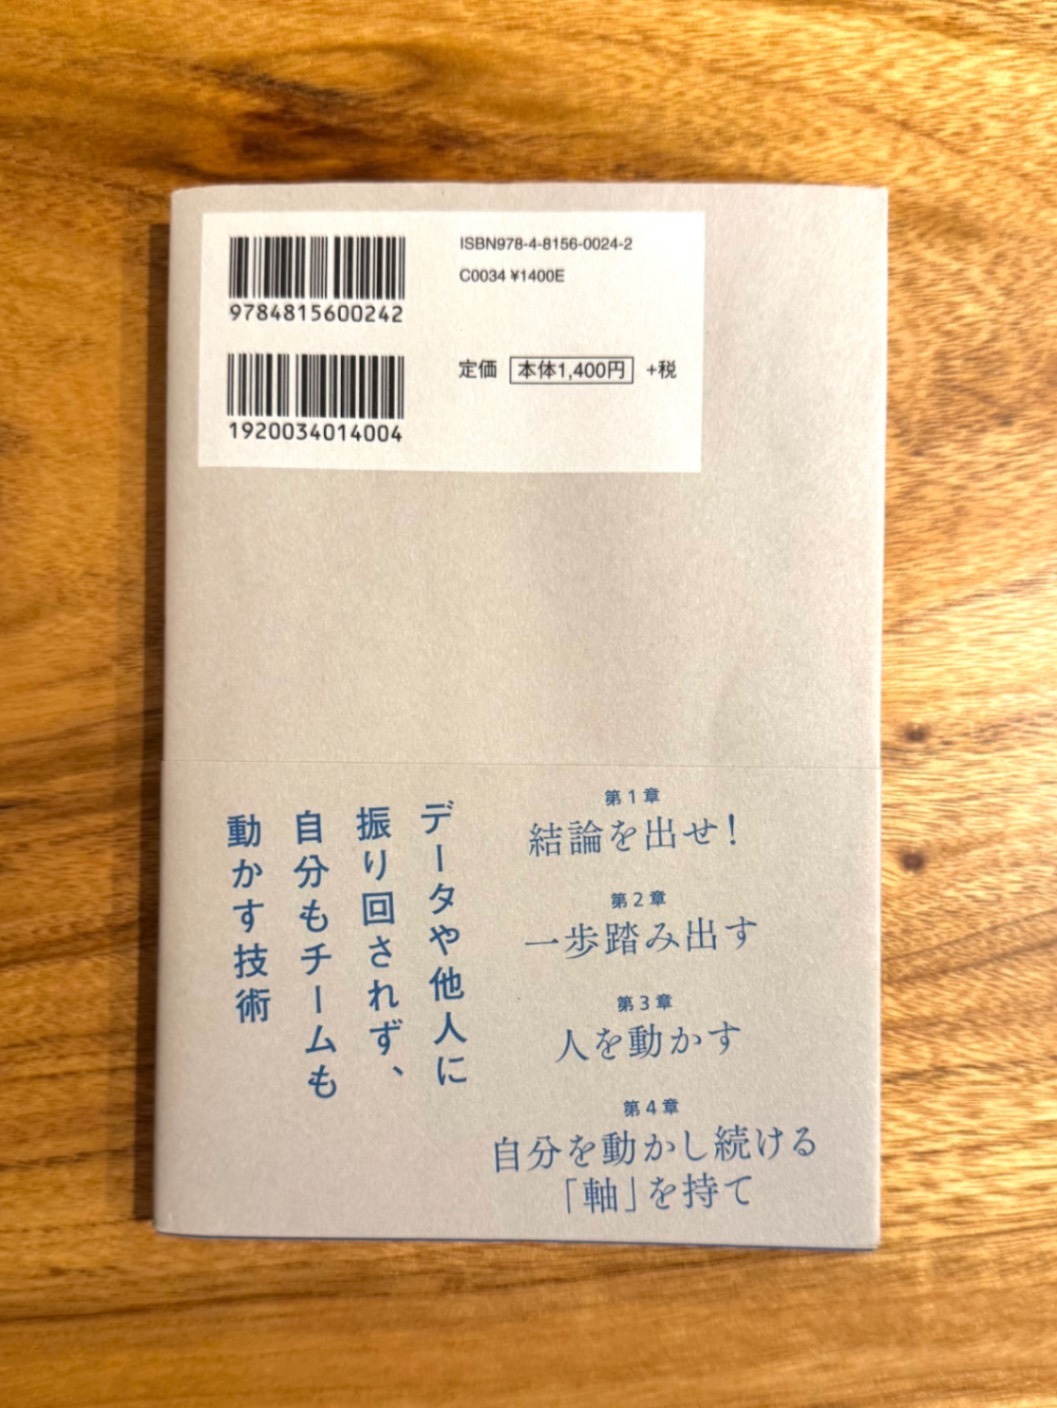 9784815600242
1920034014004
ISBN978-4-8156-0024-2
C0034 ¥1400E
定価 本体1,400円 +税
第1章
結論を出せ！
第2章
一歩踏み出す
第3章
人を動かす
第4章
自分を動かし続ける
「軸」を持て
データや他人に
振り回されず、
自分もチームも
動かす技術